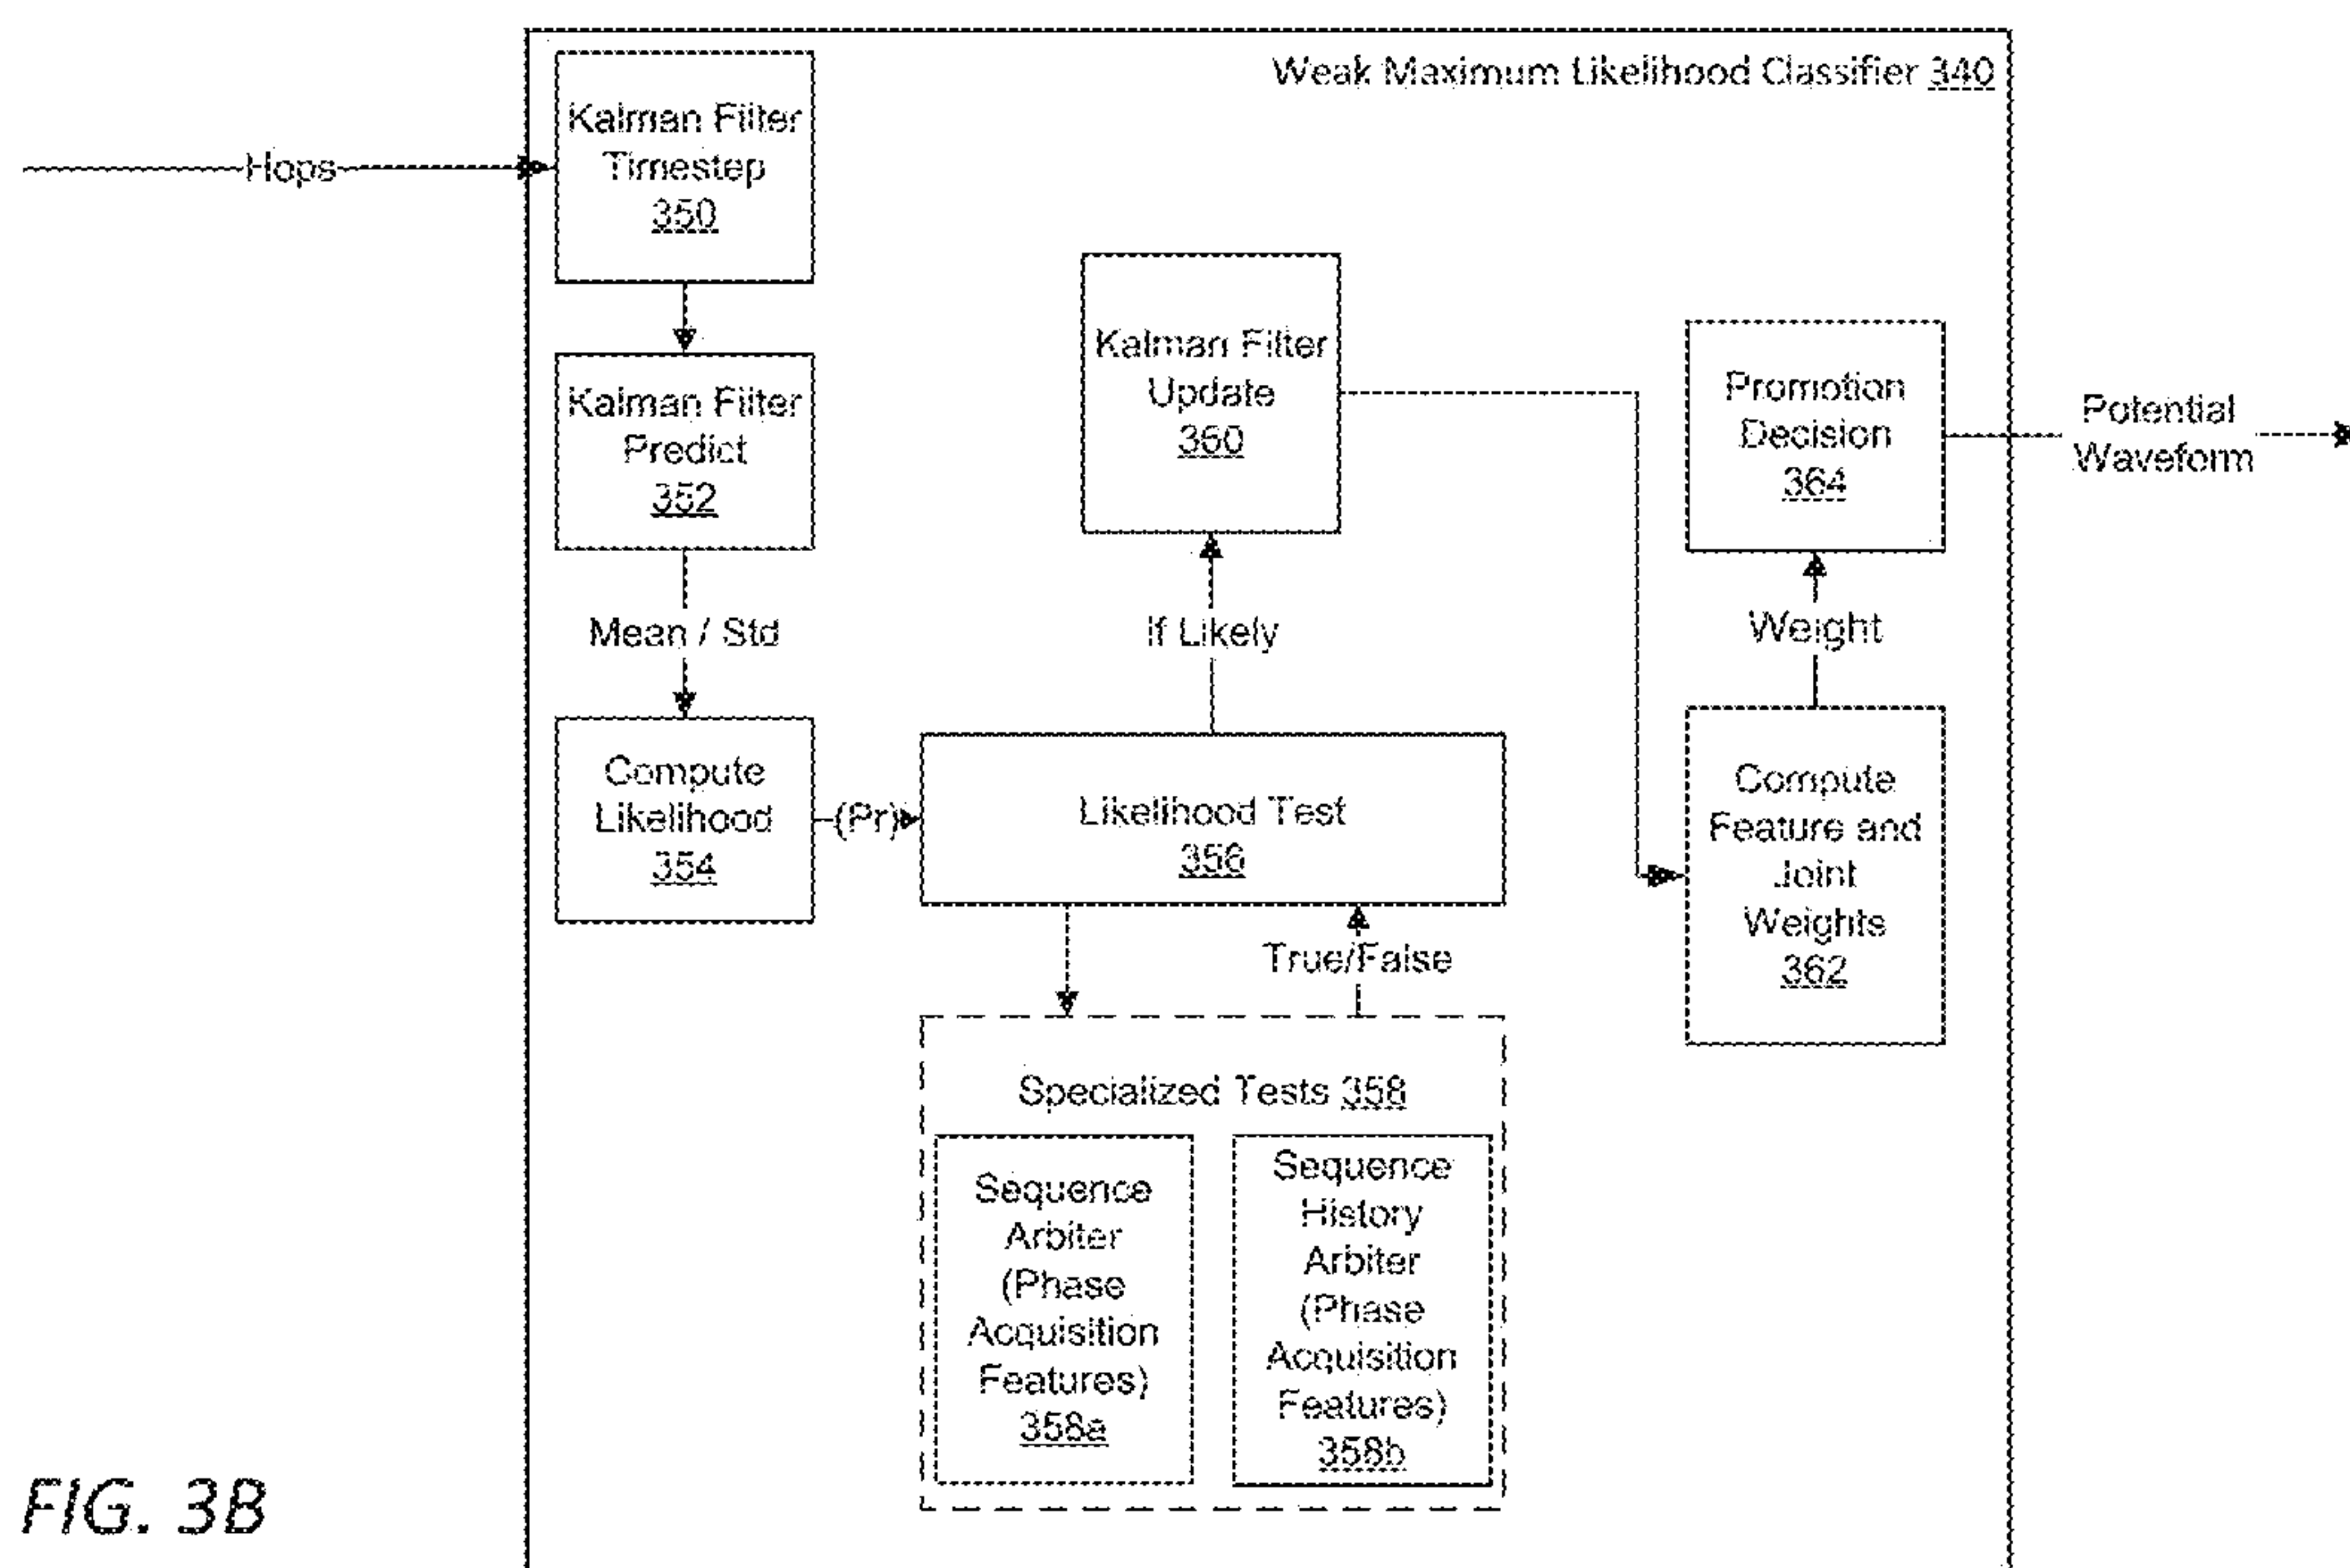 Weak Maximum Likelihood Classifier 340
Hops
Kalman Filter
Timestep
350
Kalman Filter
Predict
352
Mean / Std
Compute
Likelihood
354
(Pr)
Likelihood Test
356
If Likely
Kalman Filter
Update
360
True/False
Specialized Tests 358
Sequence
Arbiter
(Phase
Acquisition
Features)
358a
Sequence
History
Arbiter
(Phase
Acquisition
Features)
358b
Compute
Feature and
Joint
Weights
362
Weight
Promotion
Decision
364
Potential
Waveform
FIG. 3B